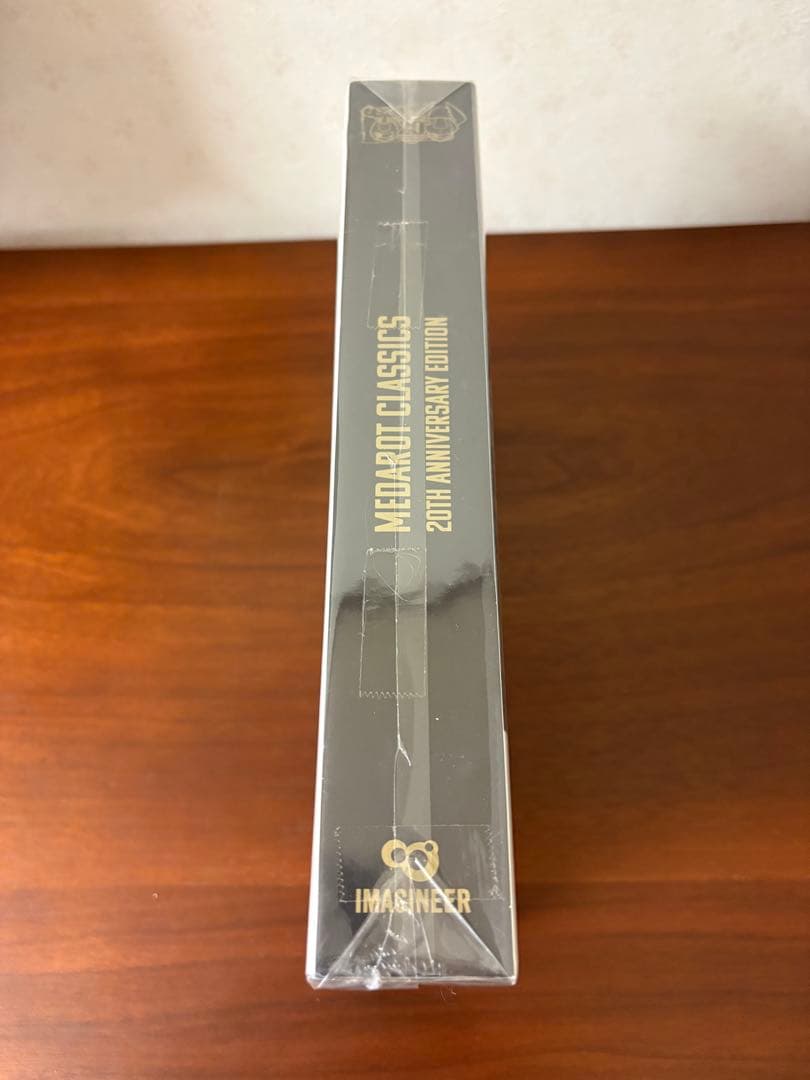 MEDAROT CLASSICS
20TH ANNIVERSARY EDITION
IMAGINEER